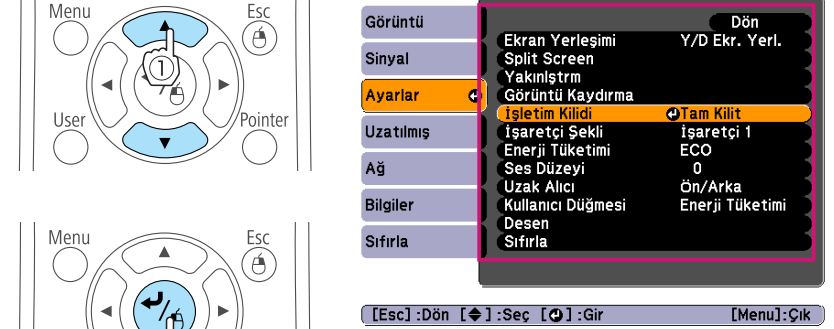 Menu
Esc
①
User
Pointer
Menu
Esc
Görüntü
Sinyal
Ayarlar
Uzatılmış
Ağ
Bilgiler
Sıfırla
Dön
Ekran Yerleşimi Y/D Ekr. Yerl.
Split Screen
Yakınlştrm
Görüntü Kaydırma
İşletim Kilidi Tam Kilit
İşaretçi Şekli İşaretçi 1
Enerji Tüketimi ECO
Ses Düzeyi 0
Uzak Alıcı Ön/Arka
Kullanıcı Düğmesi Enerji Tüketimi
Desen
Sıfırla
[Esc] :Dön [◆] :Seç [⏎] :Gir [Menu]:Çık